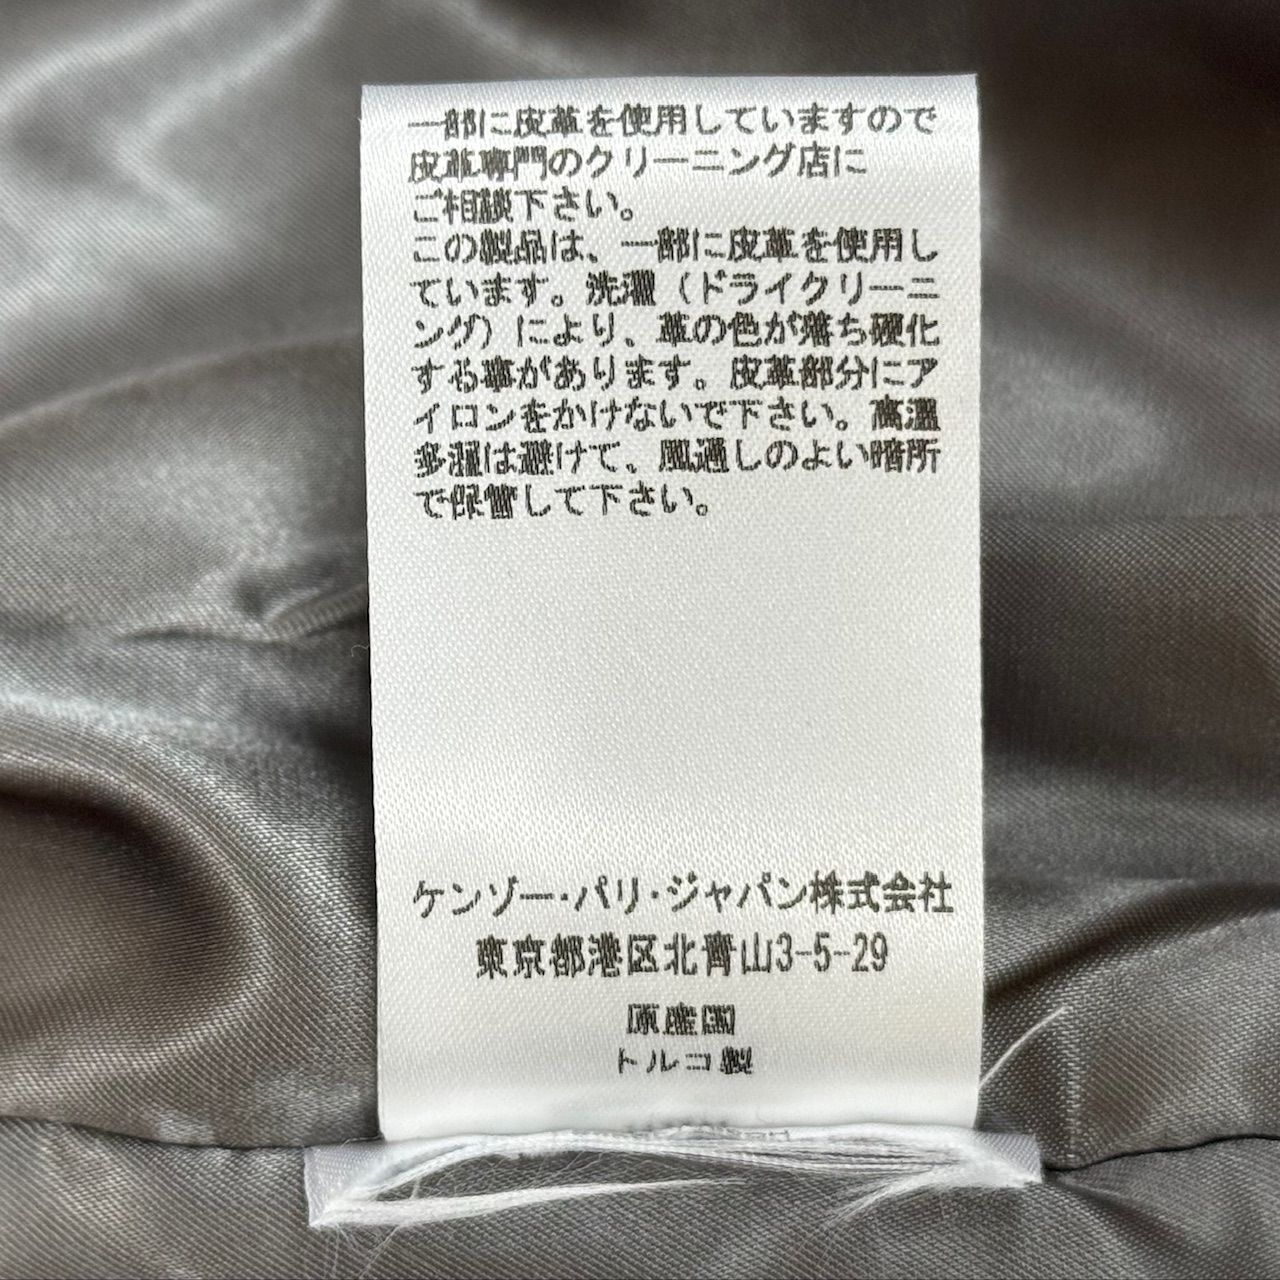 一部に皮革を使用していますので
皮革専門のクリーニング店に
ご相談下さい。
この製品は、一部に皮革を使用し
ています。洗濯（ドライクリーニ
ング）により、革の色が落ち硬化
する事があります。皮革部分にア
イロンをかけないで下さい。高温
多湿は避けて、風通しのよい暗所
で保管して下さい。
ケンゾー・パリ・ジャパン株式会社
東京都港区北青山3-5-29
原産国
トルコ製